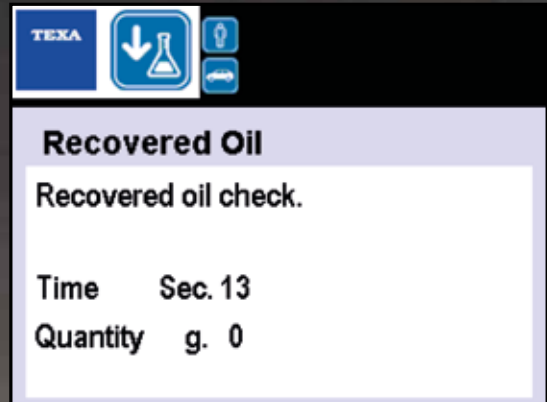 TEXA
Recovered Oil
Recovered oil check.
Time Sec. 13
Quantity g. 0